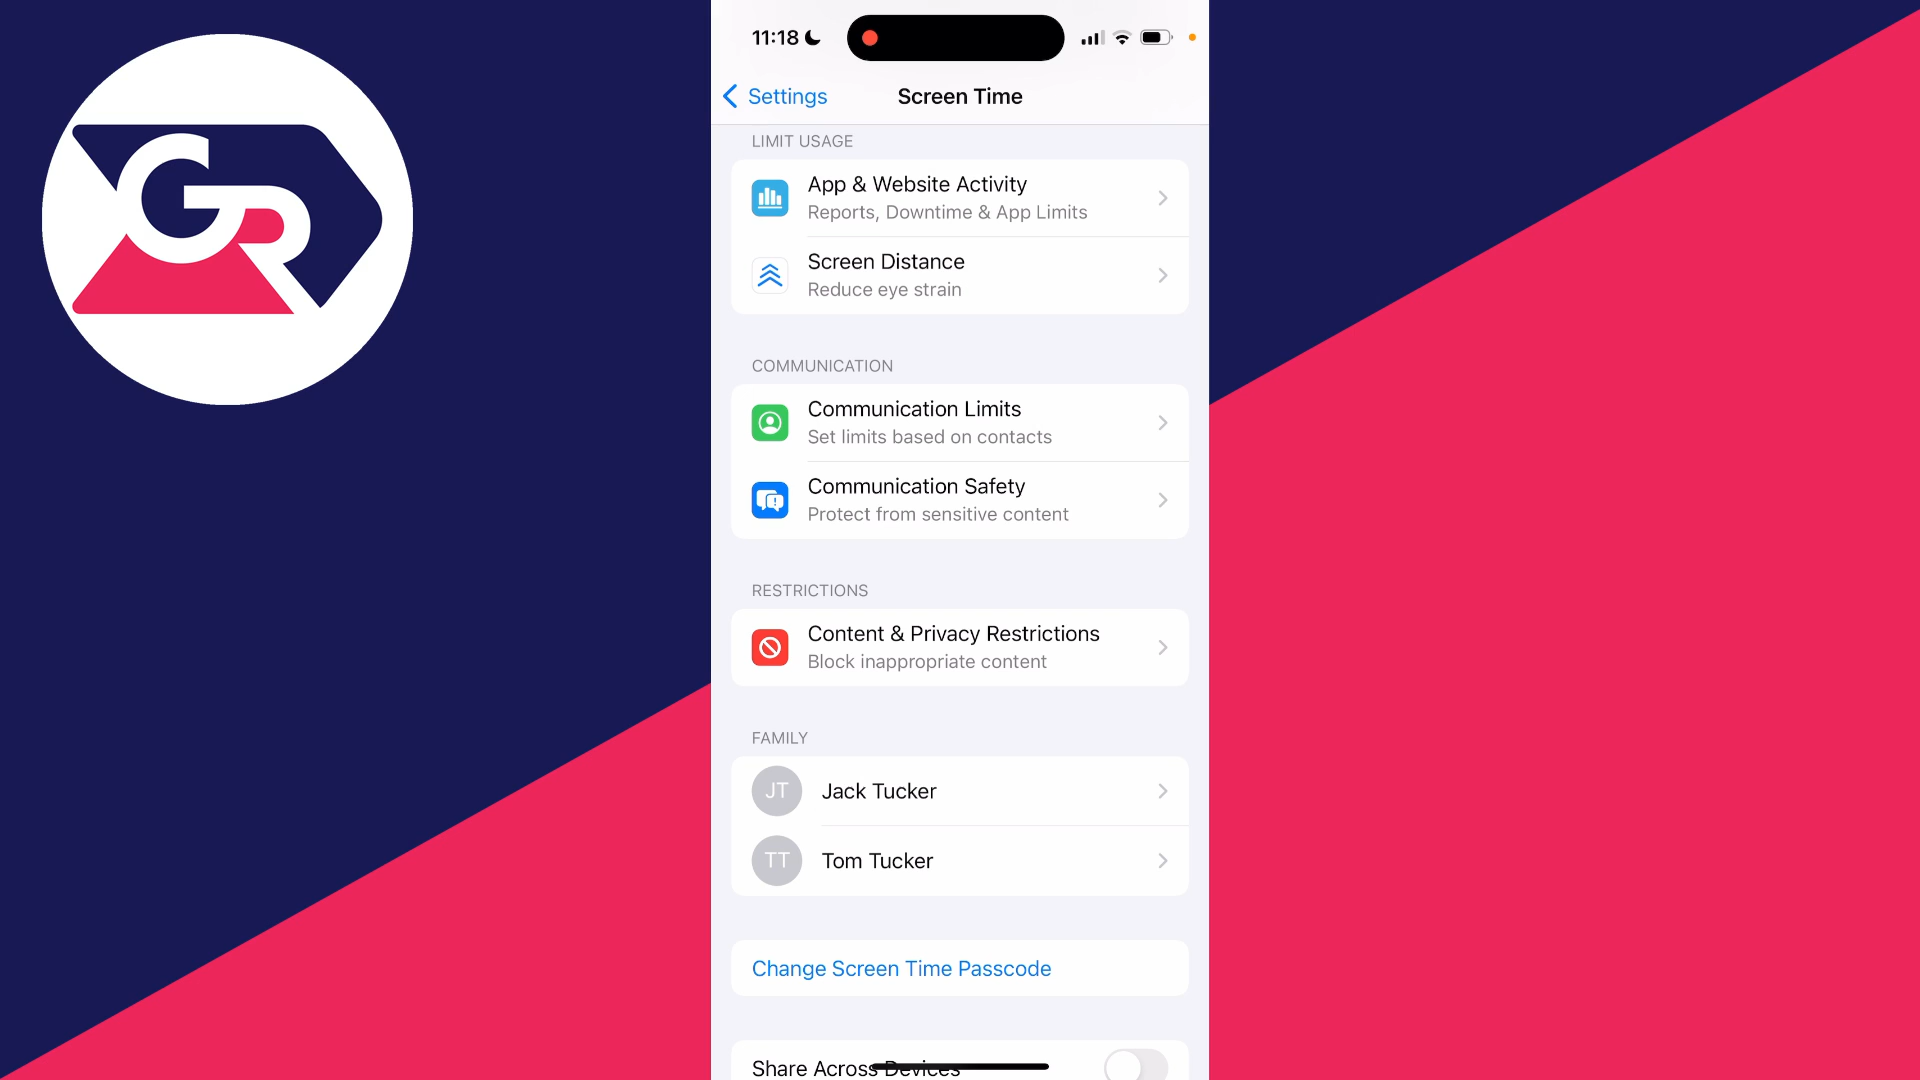 GR
11:18
Settings
Screen Time
LIMIT USAGE
App & Website Activity
Reports, Downtime & App Limits
Screen Distance
Reduce eye strain
COMMUNICATION
Communication Limits
Set limits based on contacts
Communication Safety
Protect from sensitive content
RESTRICTIONS
Content & Privacy Restrictions
Block inappropriate content
FAMILY
JT
Jack Tucker
TT
Tom Tucker
Change Screen Time Passcode
Share Across Devices